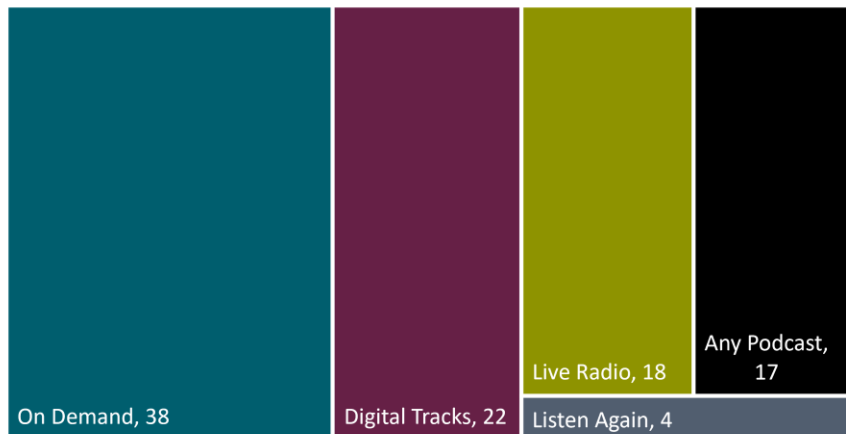 On Demand, 38
Digital Tracks, 22
Live Radio, 18
Any Podcast,
17
Listen Again, 4